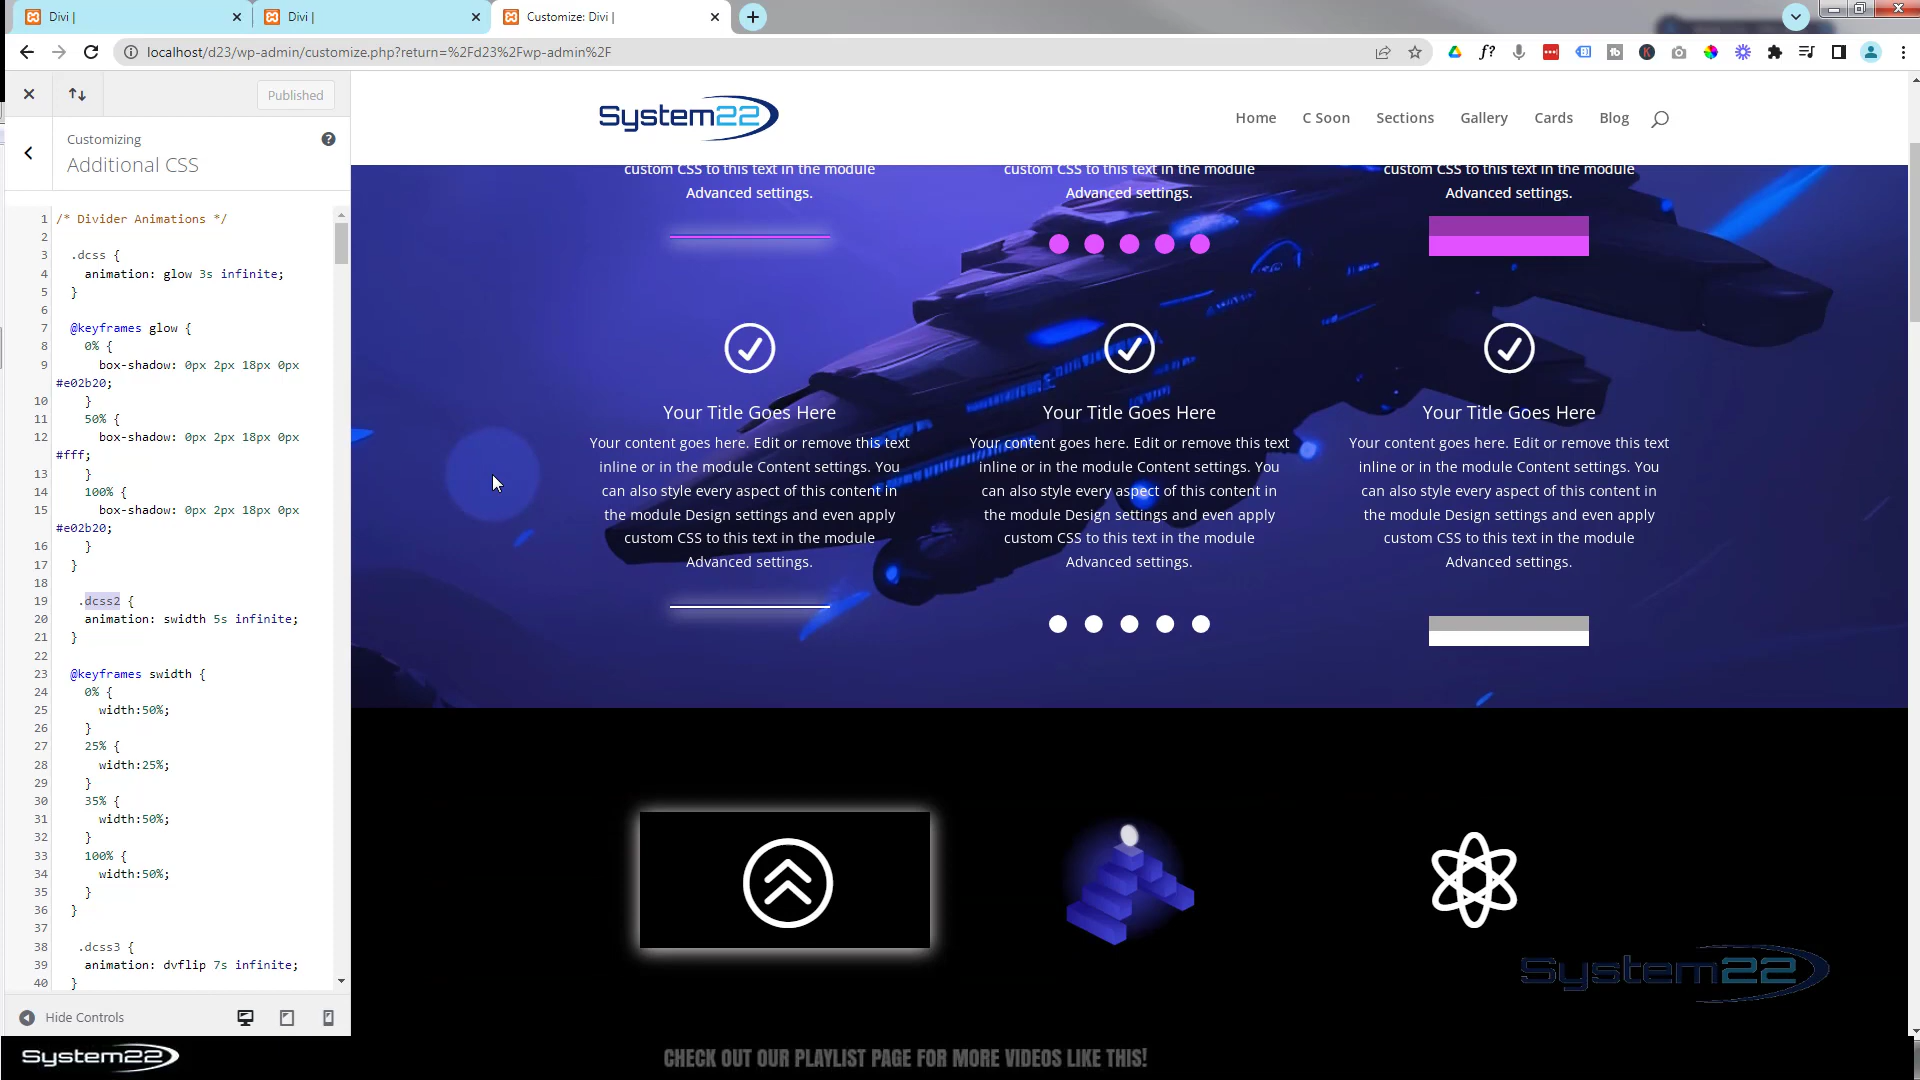 Divi |
Divi |
Customize: Divi |
localhost/d23/wp-admin/customize.php?return=%2Fd23%2Fwp-admin%2F
Published
Customizing
Additional CSS
System22
Home
C Soon
Sections
Gallery
Cards
Blog
1 /* Divider Animations */
2
3 .dcss {
4 animation: glow 3s infinite;
5 }
6
7 @keyframes glow {
8 0% {
9 box-shadow: 0px 2px 18px 0px
#e02b20;
10 }
11 50% {
12 box-shadow: 0px 2px 18px 0px
#fff;
13 }
14 100% {
15 box-shadow: 0px 2px 18px 0px
#e02b20;
16 }
17 }
18
19 .dcss2 {
20 animation: swidth 5s infinite;
21 }
22
23 @keyframes swidth {
24 0% {
25 width:50%;
26 }
27 25% {
28 width:25%;
29 }
30 35% {
31 width:50%;
32 }
33 100% {
34 width:50%;
35 }
36 }
37
38 .dcss3 {
39 animation: dvflip 7s infinite;
40 }
Hide Controls
custom CSS to this text in the module
Advanced settings.
custom CSS to this text in the module
Advanced settings.
custom CSS to this text in the module
Advanced settings.
Your Title Goes Here
Your content goes here. Edit or remove this text
inline or in the module Content settings. You
can also style every aspect of this content in
the module Design settings and even apply
custom CSS to this text in the module
Advanced settings.
Your Title Goes Here
Your content goes here. Edit or remove this text
inline or in the module Content settings. You
can also style every aspect of this content in
the module Design settings and even apply
custom CSS to this text in the module
Advanced settings.
Your Title Goes Here
Your content goes here. Edit or remove this text
inline or in the module Content settings. You
can also style every aspect of this content in
the module Design settings and even apply
custom CSS to this text in the module
Advanced settings.
System22
System22
CHECK OUT OUR PLAYLIST PAGE FOR MORE VIDEOS LIKE THIS!